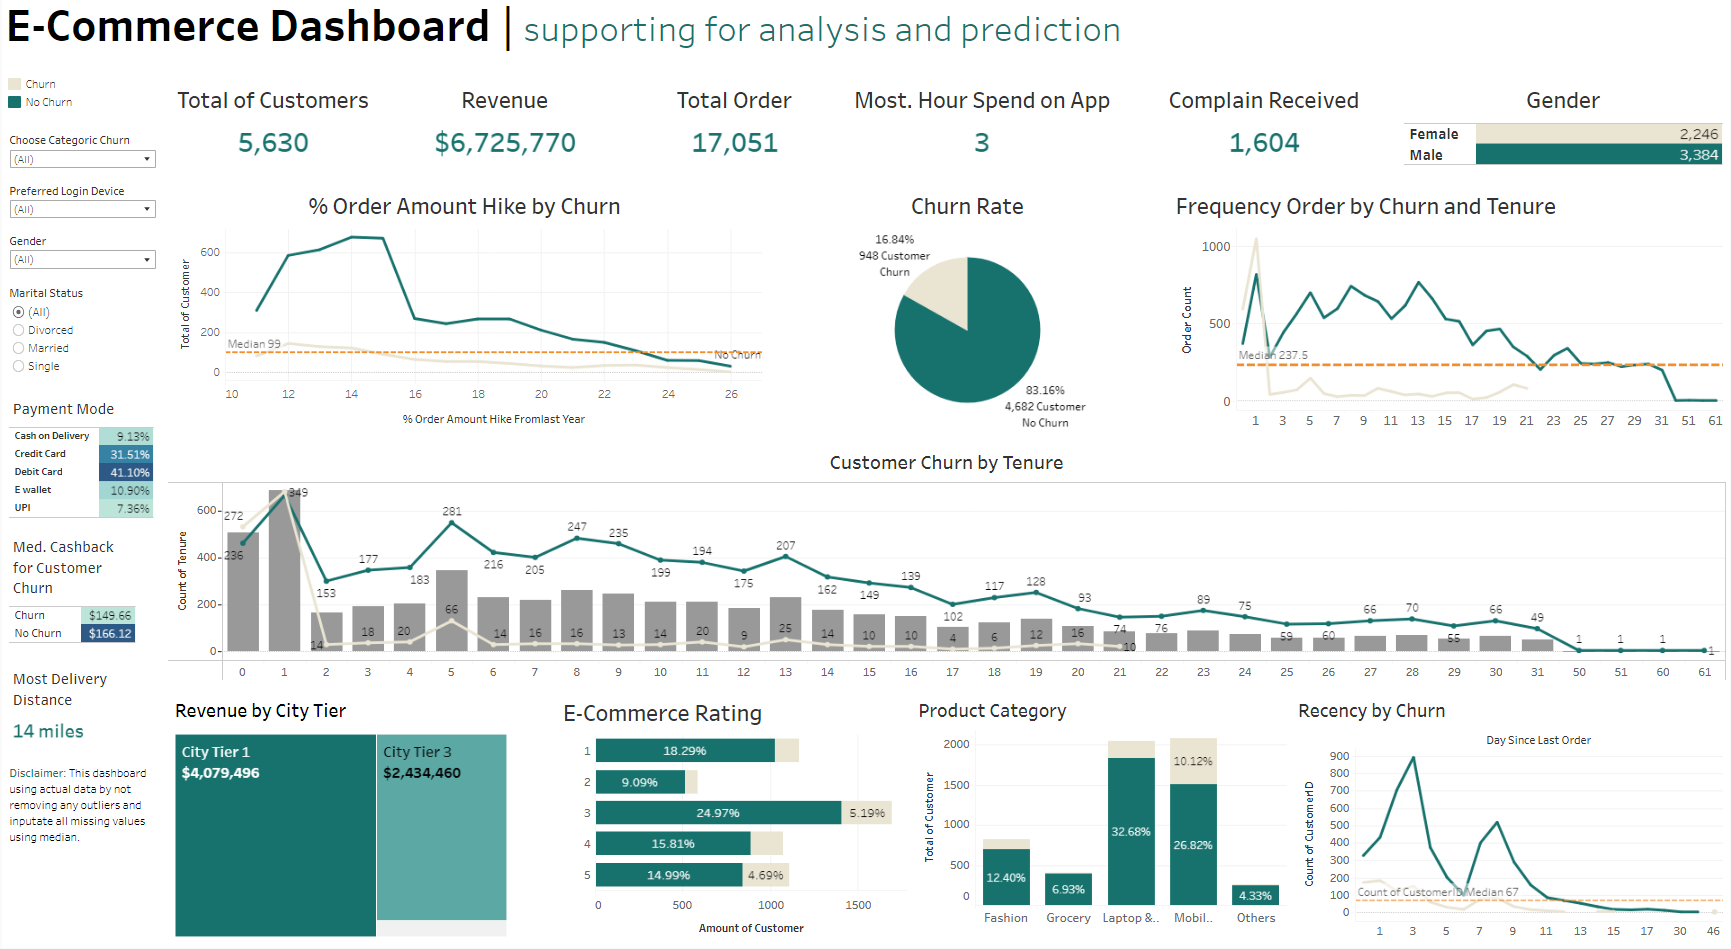 E-Commerce Dashboard | supporting for analysis and prediction
Churn
No Churn
Choose Categoric Churn
(All)
Preferred Login Device
(All)
Gender
(All)
Marital Status
(All)
Divorced
Married
Single
Payment Mode
Cash on Delivery 9.13%
Credit Card 31.51%
Debit Card 41.10%
E wallet 10.90%
UPI 7.36%
Med. Cashback
for Customer
Churn
Churn $149.66
No Churn $166.12
Most Delivery
Distance
14 miles
Disclaimer: This dashboard
using actual data by not
removing any outliers and
inputate all missing values
using median.
Total of Customers
5,630
Revenue
$6,725,770
Total Order
17,051
Most. Hour Spend on App
3
Complain Received
1,604
Gender
Female 2,246
Male 3,384
% Order Amount Hike by Churn
Total of Customer
600
400
200
0
Median 99
No Churn
10 12 14 16 18 20 22 24 26
% Order Amount Hike Fromlast Year
Churn Rate
16.84%
948 Customer
Churn
83.16%
4,682 Customer
No Churn
Frequency Order by Churn and Tenure
Order Count
1000
500
0
Median 237.5
1 3 5 7 9 11 13 15 17 19 21 23 25 27 29 31 51 61
Customer Churn by Tenure
Count of Tenure
600
400
200
0
272 349 281 247 235 207
236 153 177 183 216 205 199 194 175 162 149 139 102 117 128 93 74 76 89 75 59 60 66 70 55 66 49 1 1 1 1
14 18 20 66 14 16 16 13 14 20 9 25 14 10 10 4 6 12 16 10
0 1 2 3 4 5 6 7 8 9 10 11 12 13 14 15 16 17 18 19 20 21 22 23 24 25 26 27 28 29 30 31 50 51 60 61
Revenue by City Tier
City Tier 1
$4,079,496
City Tier 3
$2,434,460
E-Commerce Rating
1 18.29%
2 9.09%
3 24.97% 5.19%
4 15.81%
5 14.99% 4.69%
0 500 1000 1500
Amount of Customer
Product Category
Total of Customer
2000
1500
1000
500
0
12.40%
6.93%
32.68%
10.12%
26.82%
4.33%
Fashion Grocery Laptop &.. Mobil.. Others
Recency by Churn
Day Since Last Order
Count of CustomerID
900
800
700
600
500
400
300
200
100
0
Count of CustomerID Median 67
1 3 5 7 9 11 13 15 17 30 46